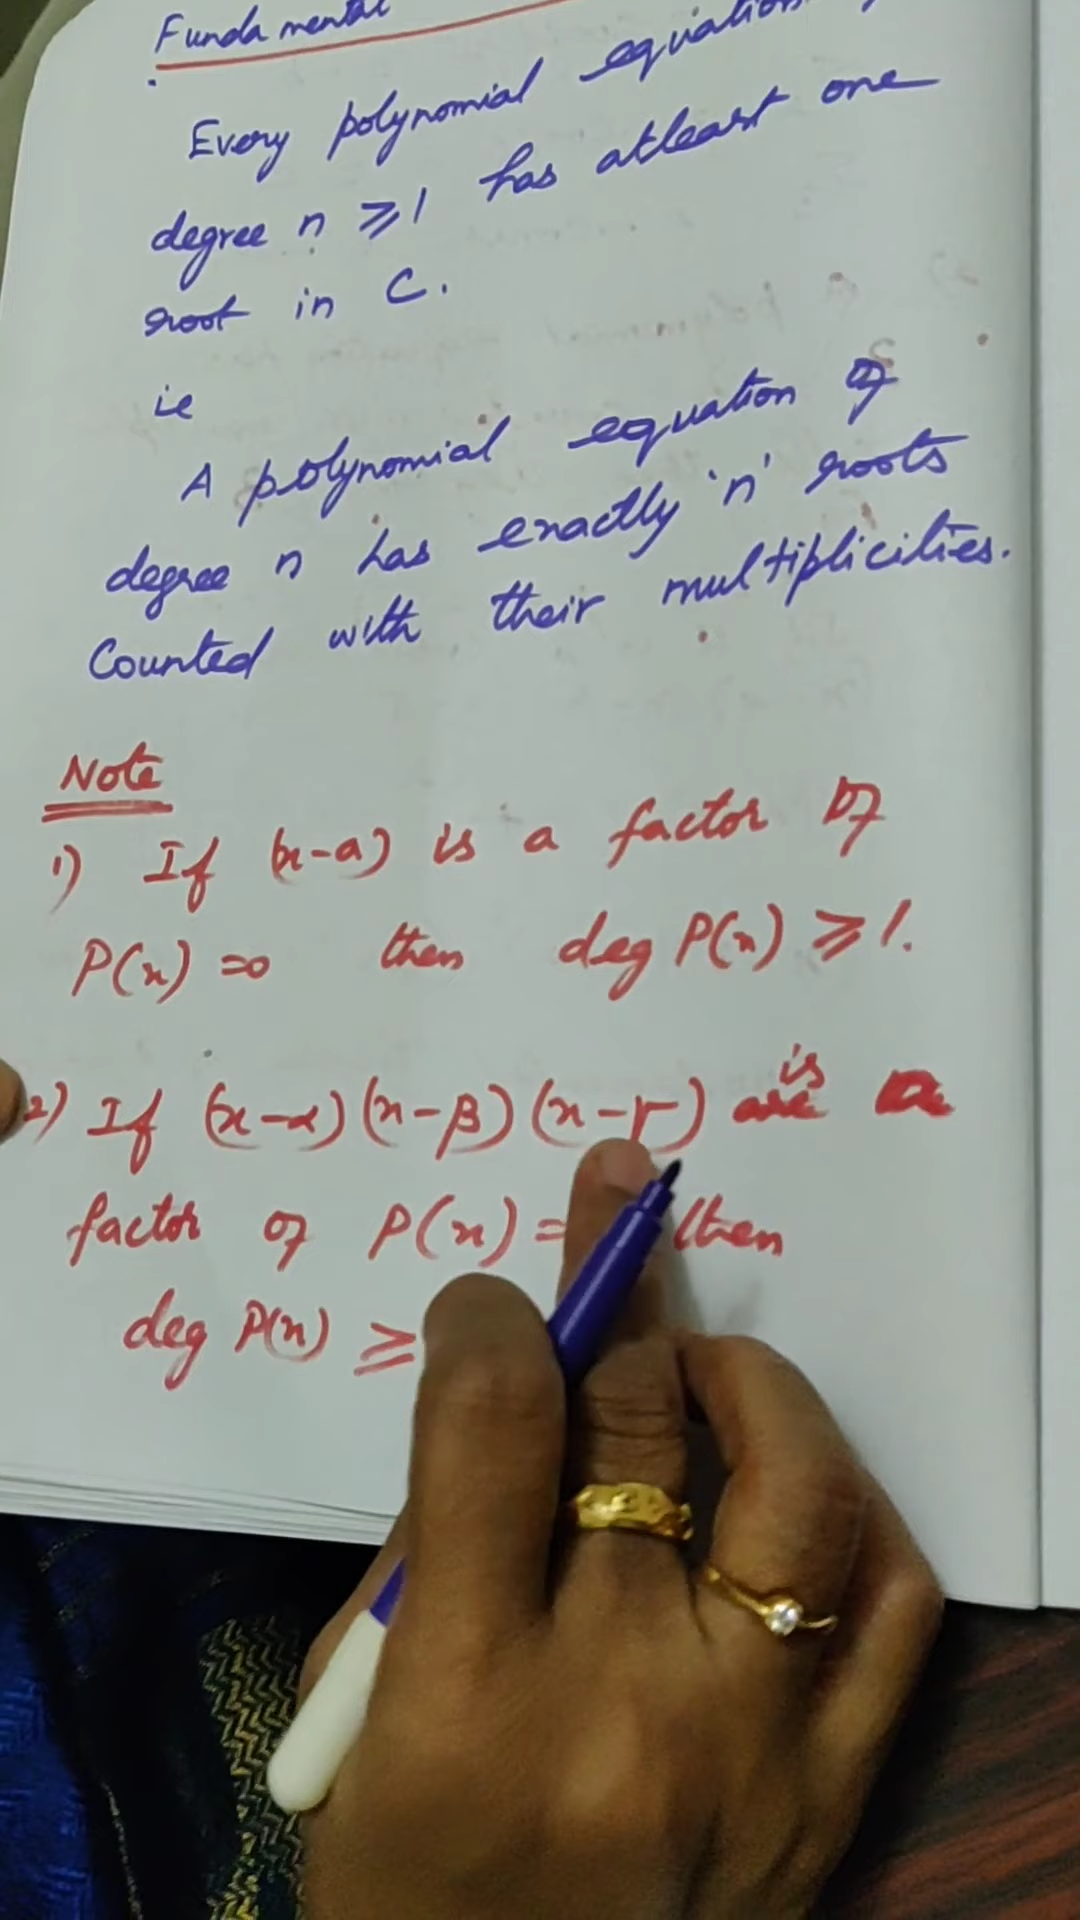 Fundamental
Every polynomial equation
degree n ≥ 1 has atleast one
root in C.
ie
A polynomial equation of
degree n has exactly 'n' roots
Counted with their multiplicities.
Note
1) If (x-a) is a factor of
P(x) =0 then deg P(x) ≥ 1.
2) If (x-α)(x-β)(x-γ) is
factor of P(x) = then
deg P(x) ≥